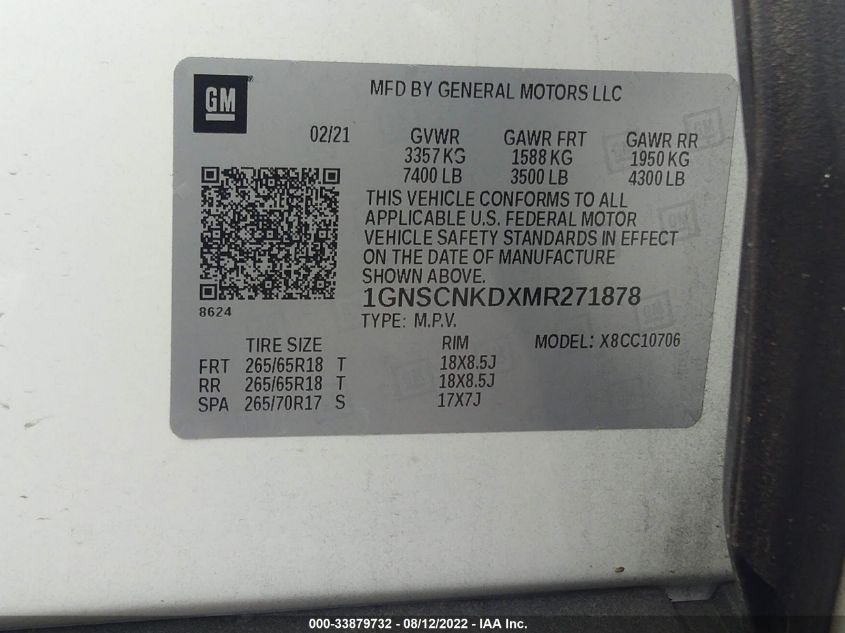 GM
MFD BY GENERAL MOTORS LLC
02/21 GVWR GAWR FRT GAWR RR
3357 KG 1588 KG 1950 KG
7400 LB 3500 LB 4300 LB
THIS VEHICLE CONFORMS TO ALL
APPLICABLE U.S. FEDERAL MOTOR
VEHICLE SAFETY STANDARDS IN EFFECT
ON THE DATE OF MANUFACTURE
SHOWN ABOVE.
1GNSCNKDXMR271878
8624
TYPE: M.P.V.
TIRE SIZE RIM MODEL: X8CC10706
FRT 265/65R18 T 18X8.5J
RR 265/65R18 T 18X8.5J
SPA 265/70R17 S 17X7J
000-33879732 - 08/12/2022 - IAA Inc.